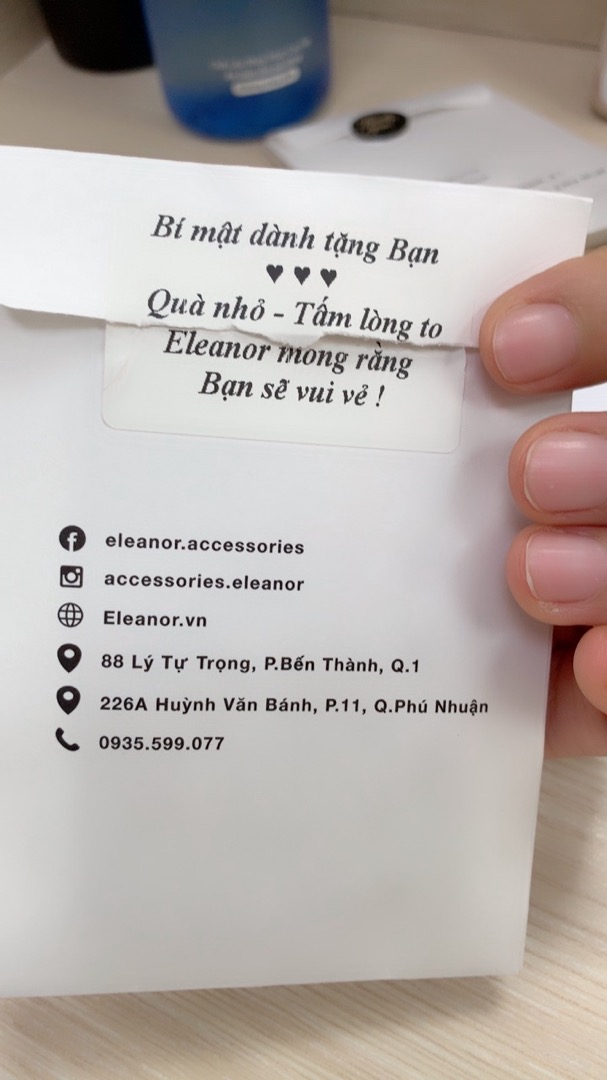 Bí mật dành tặng Bạn
♥ ♥ ♥
Quà nhỏ - Tấm lòng to
Eleanor mong rằng
Bạn sẽ vui vẻ !
eleanor.accessories
accessories.eleanor
Eleanor.vn
88 Lý Tự Trọng, P.Bến Thành, Q.1
226A Huỳnh Văn Bánh, P.11, Q.Phú Nhuận
0935.599.077